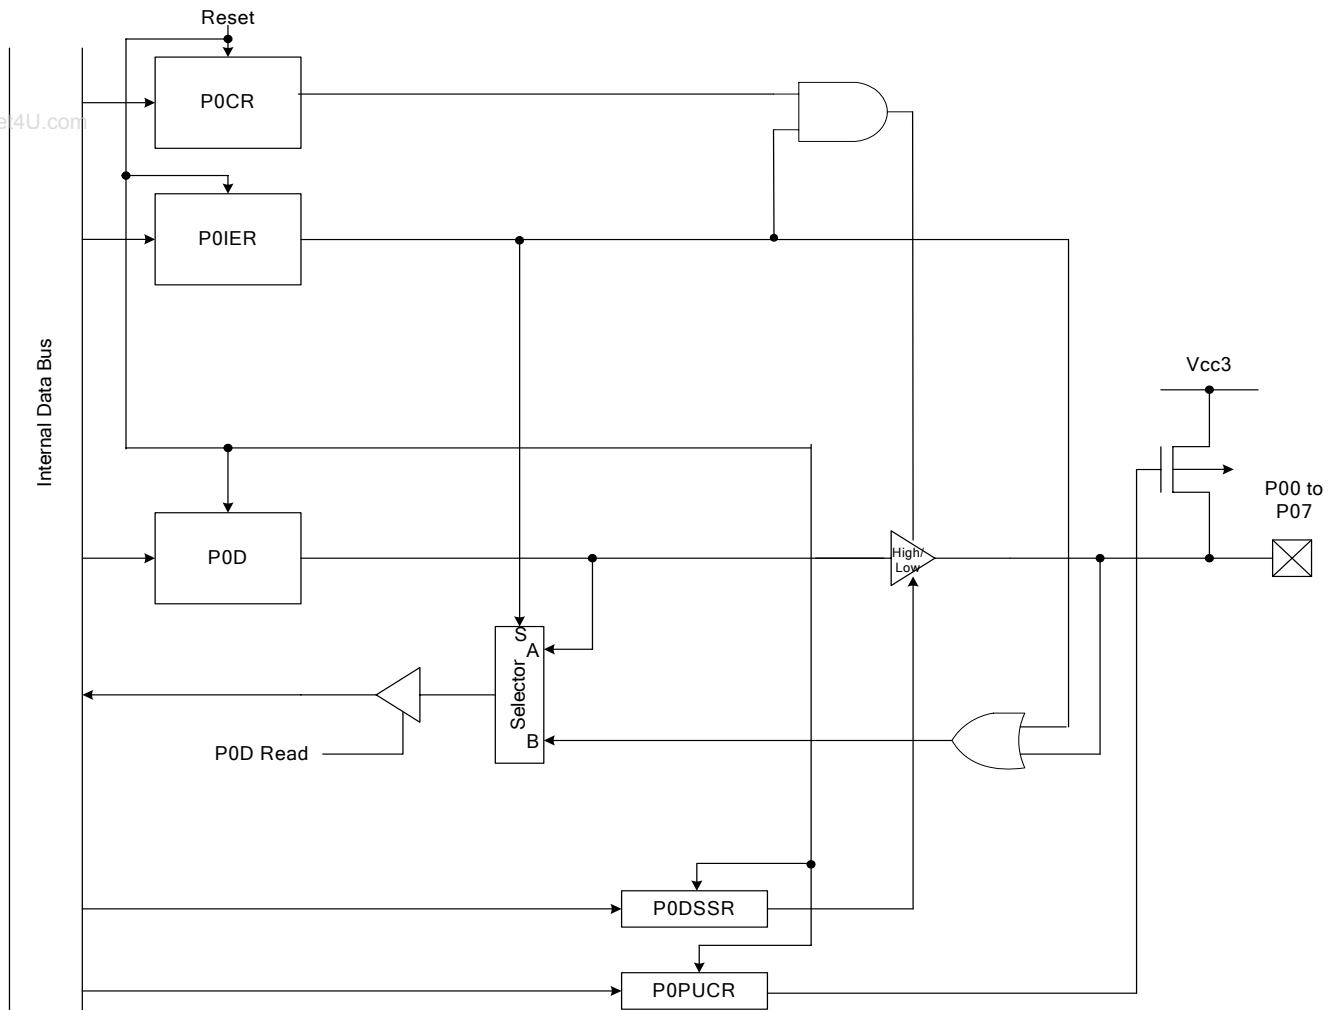 Reset
P0CR
et4U.com
P0IER
Internal Data Bus
Vcc3
P00 to
P07
P0D
High/
Low
S
A
Selector
B
P0D Read
P0DSSR
P0PUCR